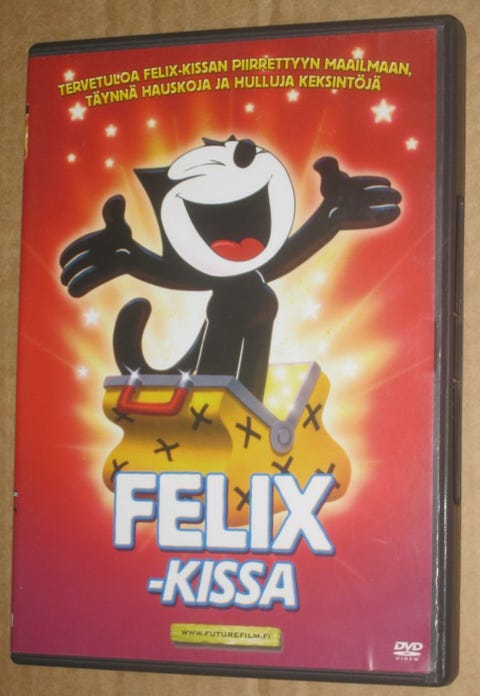 TERVETULOA FELIX-KISSAN PIIRRETTYYN MAAILMAAN,
TÄYNNÄ HAUSKOJA JA HULLUJA KEKSINTÖJÄ
FELIX
-KISSA
WWW.FUTUREFILM.FI
DVD
VIDEO